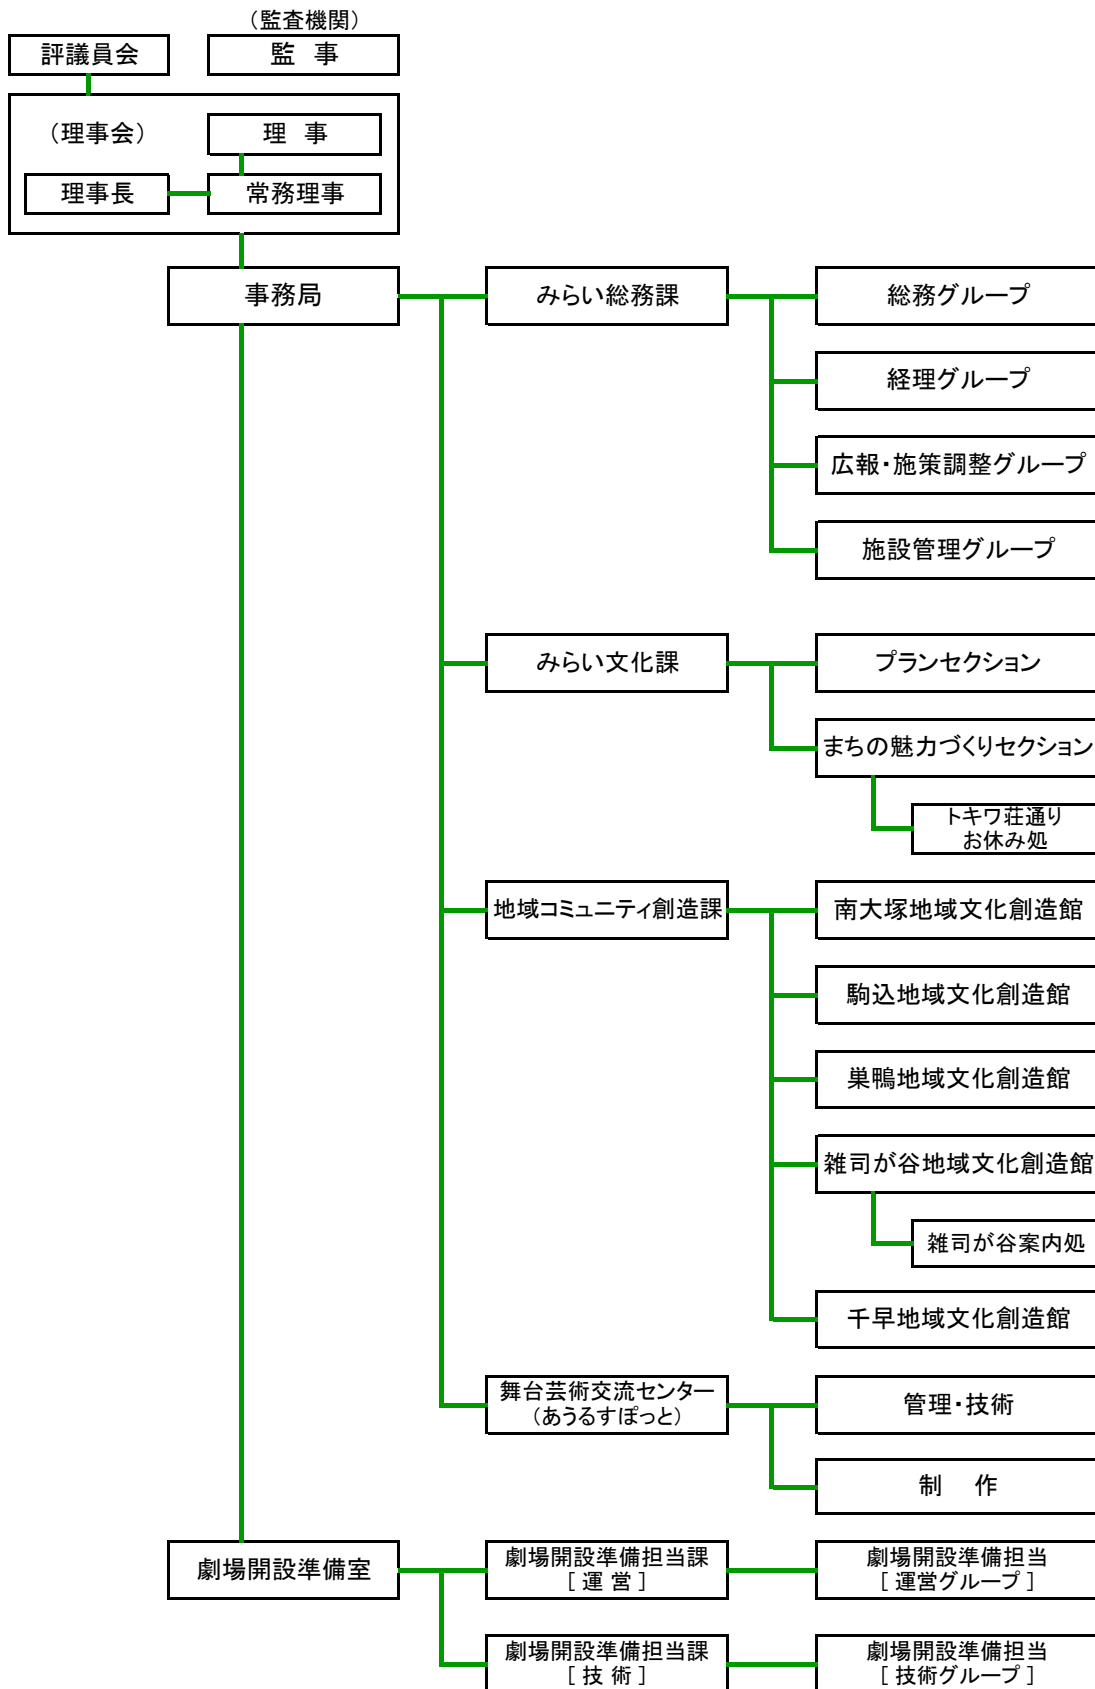 （監査機関）
評議員会
監　事
（理事会）
理　事
理事長
常務理事
事務局
みらい総務課
総務グループ
経理グループ
広報・施策調整グループ
施設管理グループ
みらい文化課
プランセクション
まちの魅力づくりセクション
トキワ荘通り
お休み処
地域コミュニティ創造課
南大塚地域文化創造館
駒込地域文化創造館
巣鴨地域文化創造館
雑司が谷地域文化創造館
雑司が谷案内処
千早地域文化創造館
舞台芸術交流センター
（あうるすぽっと）
管理・技術
制　作
劇場開設準備室
劇場開設準備担当課
［ 運 営 ］
劇場開設準備担当
［ 運営グループ ］
劇場開設準備担当課
［ 技 術 ］
劇場開設準備担当
［ 技術グループ ］